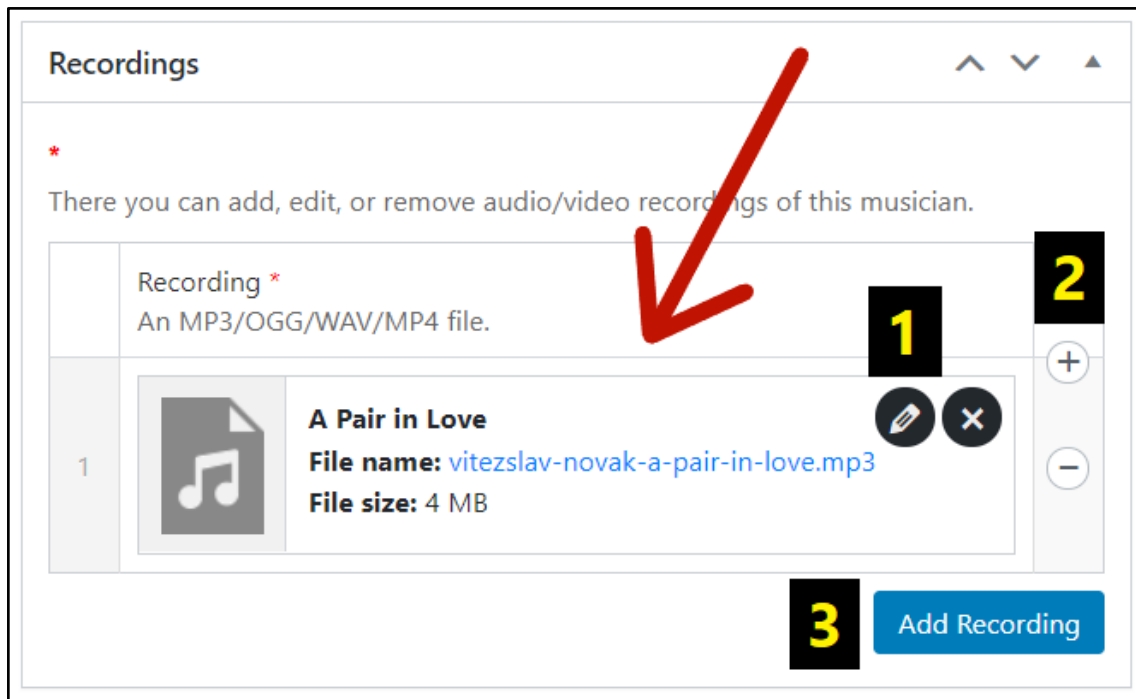 Recordings
*
There you can add, edit, or remove audio/video recordings of this musician.
Recording *
An MP3/OGG/WAV/MP4 file.
2
1
1
A Pair in Love
File name: vitezslav-novak-a-pair-in-love.mp3
File size: 4 MB
3
Add Recording